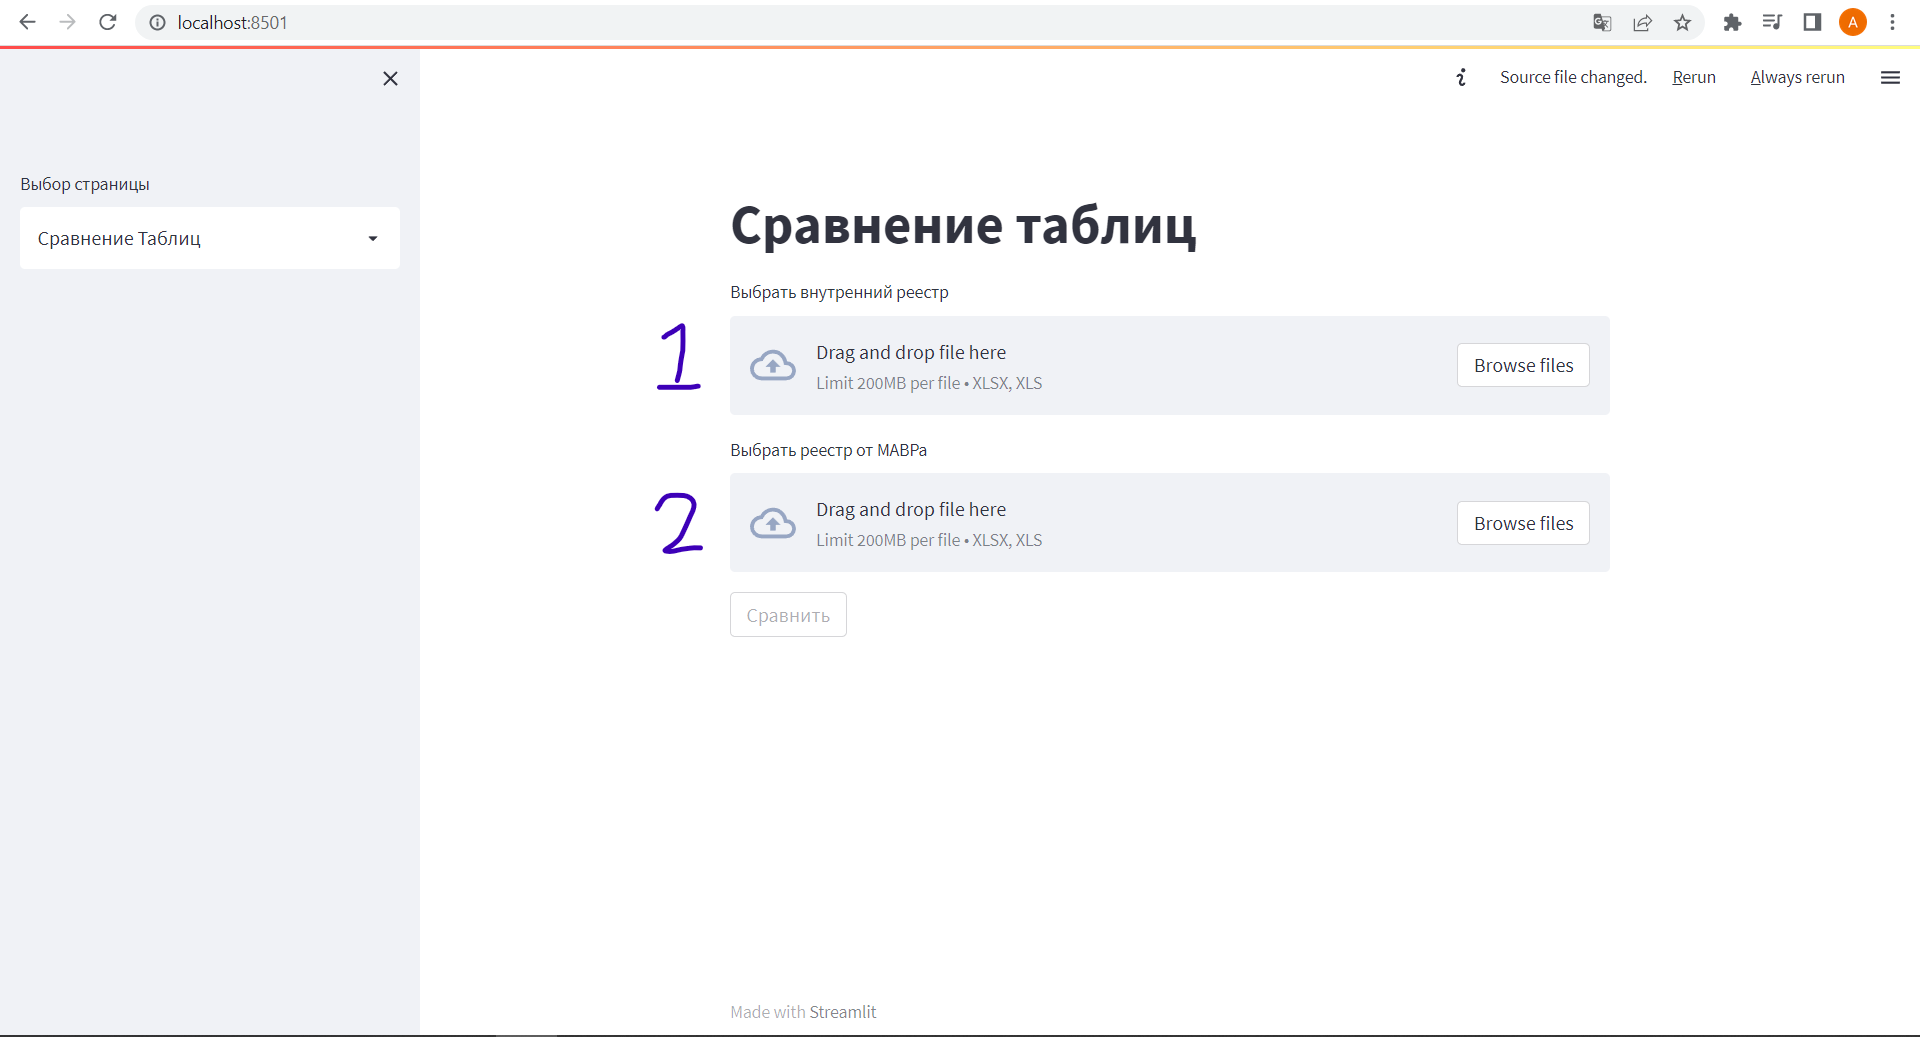 localhost:8501
A
Source file changed. Rerun Always rerun
Выбор страницы
Сравнение Таблиц
Сравнение таблиц
Выбрать внутренний реестр
1
Drag and drop file here
Limit 200MB per file • XLSX, XLS
Browse files
Выбрать реестр от МАВРа
2
Drag and drop file here
Limit 200MB per file • XLSX, XLS
Browse files
Сравнить
Made with Streamlit